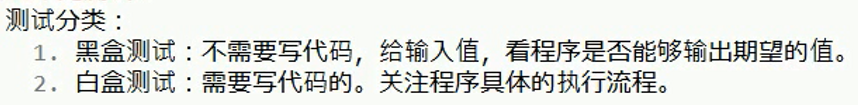 测试分类：
1. 黑盒测试：不需要写代码，给输入值，看程序是否能够输出期望的值。
2. 白盒测试：需要写代码的。关注程序具体的执行流程。